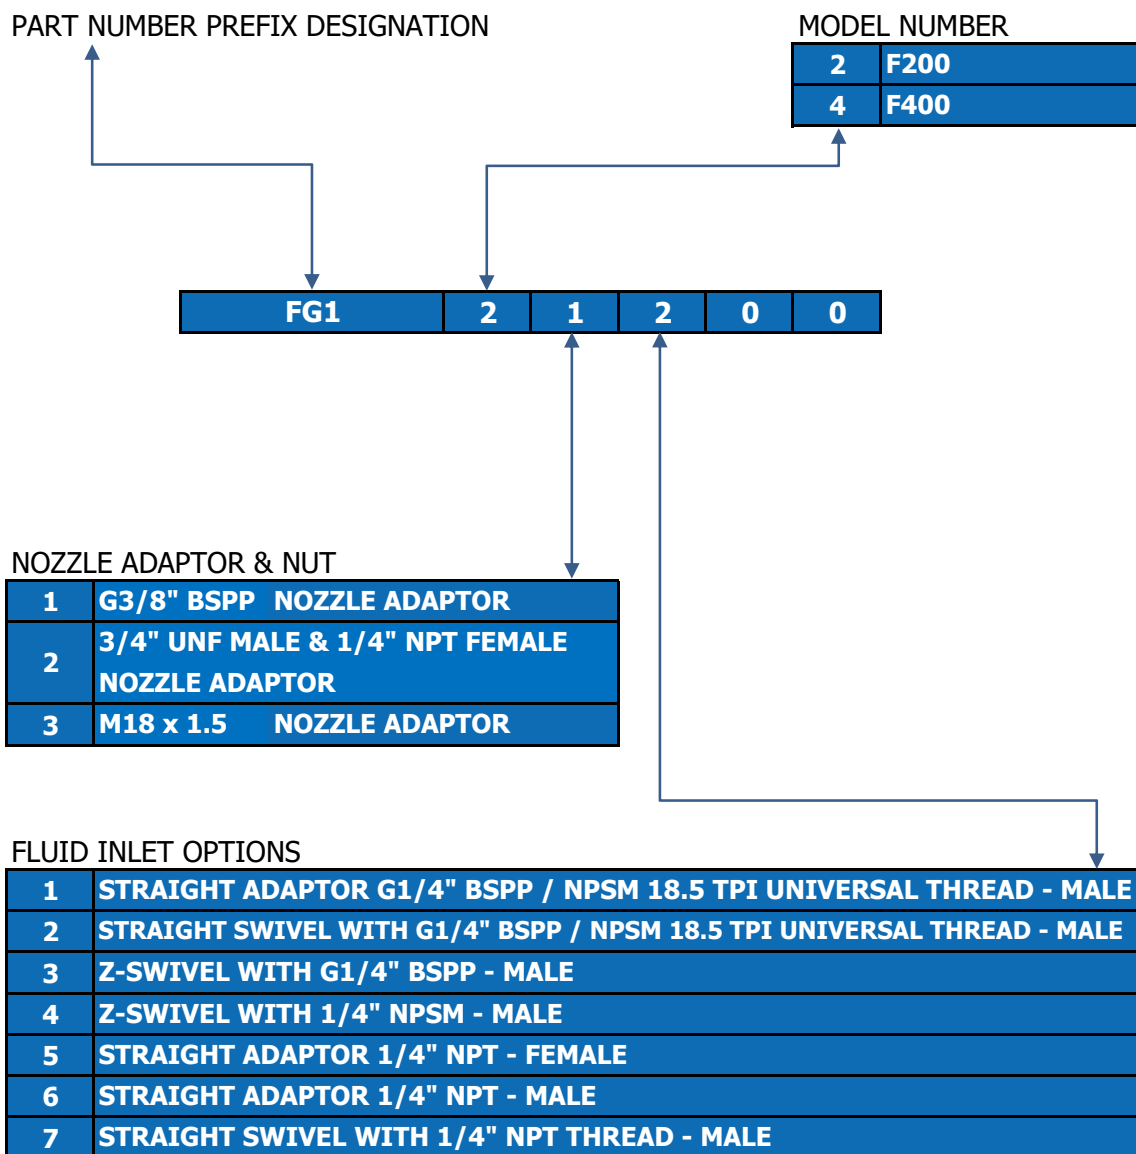 PART NUMBER PREFIX DESIGNATION
MODEL NUMBER
2 F200
4 F400
FG1 2 1 2 0 0
NOZZLE ADAPTOR & NUT
1 G3/8" BSPP NOZZLE ADAPTOR
2 3/4" UNF MALE & 1/4" NPT FEMALE
NOZZLE ADAPTOR
3 M18 x 1.5 NOZZLE ADAPTOR
FLUID INLET OPTIONS
1 STRAIGHT ADAPTOR G1/4" BSPP / NPSM 18.5 TPI UNIVERSAL THREAD - MALE
2 STRAIGHT SWIVEL WITH G1/4" BSPP / NPSM 18.5 TPI UNIVERSAL THREAD - MALE
3 Z-SWIVEL WITH G1/4" BSPP - MALE
4 Z-SWIVEL WITH 1/4" NPSM - MALE
5 STRAIGHT ADAPTOR 1/4" NPT - FEMALE
6 STRAIGHT ADAPTOR 1/4" NPT - MALE
7 STRAIGHT SWIVEL WITH 1/4" NPT THREAD - MALE